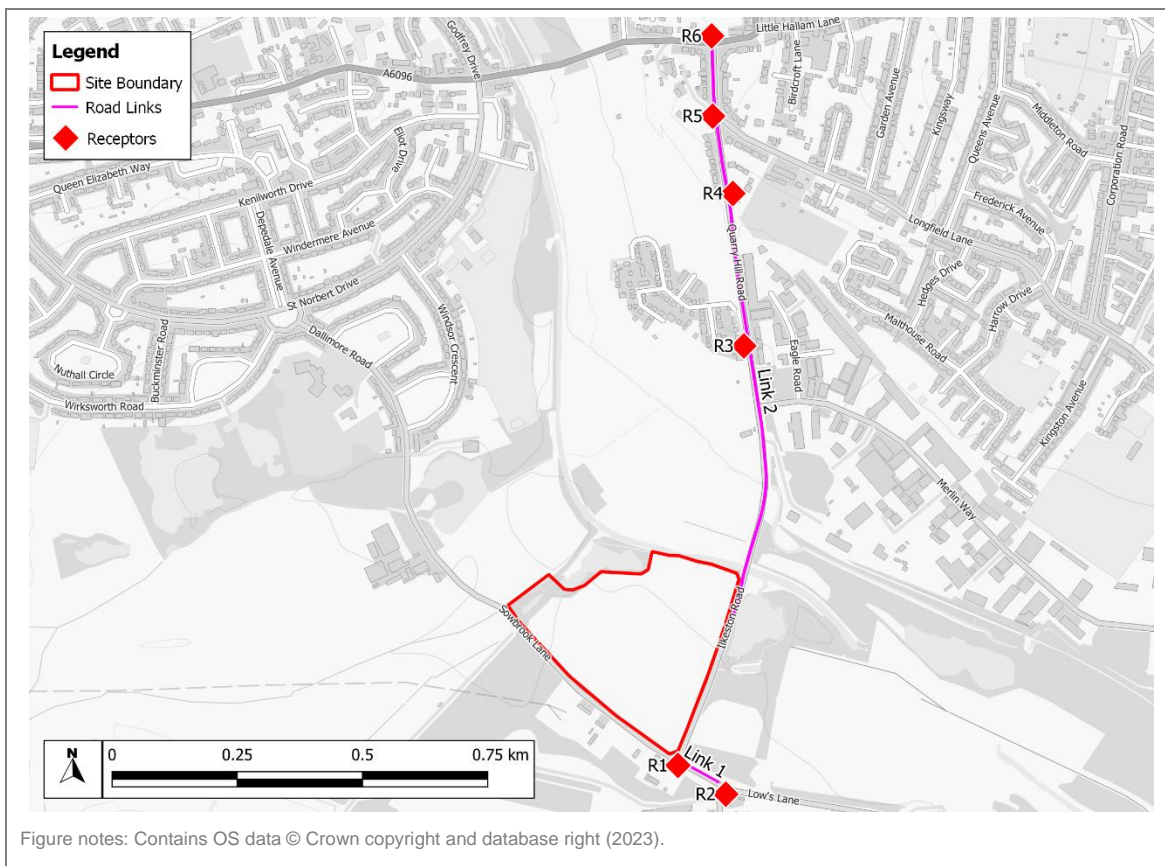 Legend
Site Boundary
Road Links
Receptors
Godfrey Drive
A6096
R6
Little Hallam Lane
Birdcroft Lane
Garden Avenue
Kingsway
Queens Avenue
Middleton Road
Corporation Road
R5
Eliot Drive
Queen Elizabeth Way
Kenilworth Drive
R4
Frederick Avenue
Depedale Avenue
Windermere Avenue
Quarry Hill Road
Longfield Lane
St Norbert Drive
Hedges Drive
Harrow Drive
Dallimore Road
Windsor Crescent
Malthouse Road
Buckminster Road
Nuthall Circle
R3
Eagle Road
Link 2
Wirksworth Road
Kingston Avenue
Merlin Way
Sowbrook Lane
Ilkeston Road
N
0 0.25 0.5 0.75 km
R1
Link 1
R2
Low's Lane
Figure notes: Contains OS data © Crown copyright and database right (2023).